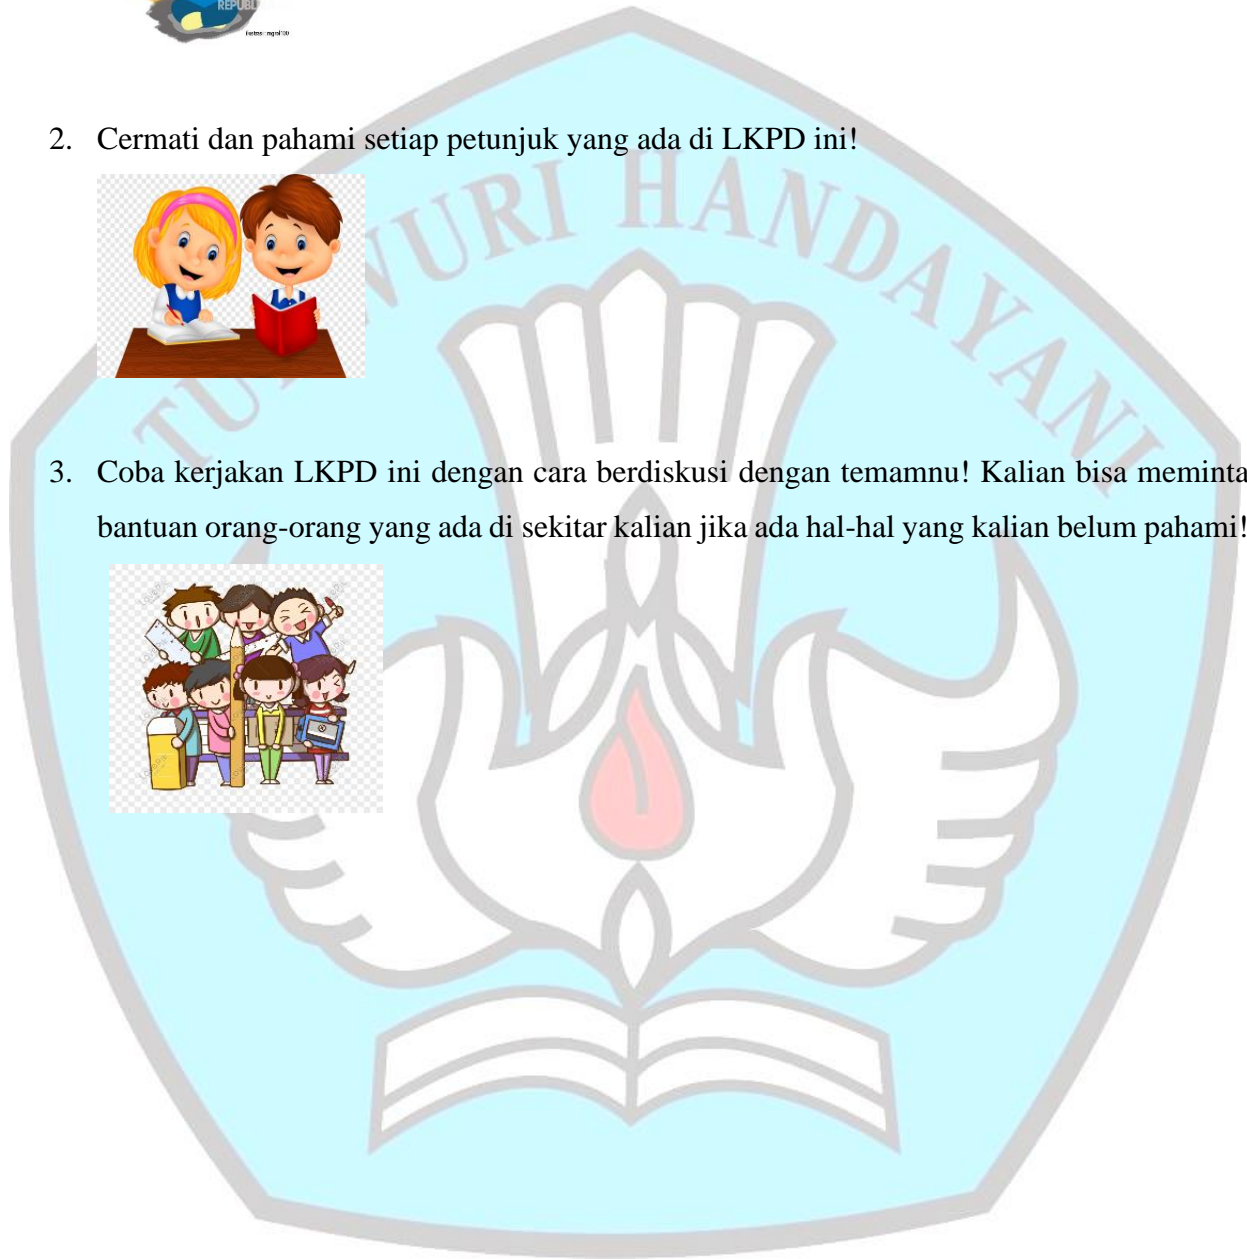 REPUBL
2. Cermati dan pahami setiap petunjuk yang ada di LKPD ini!
WURI HANDAYANI
3. Coba kerjakan LKPD ini dengan cara berdiskusi dengan temamnu! Kalian bisa meminta
bantuan orang-orang yang ada di sekitar kalian jika ada hal-hal yang kalian belum pahami!